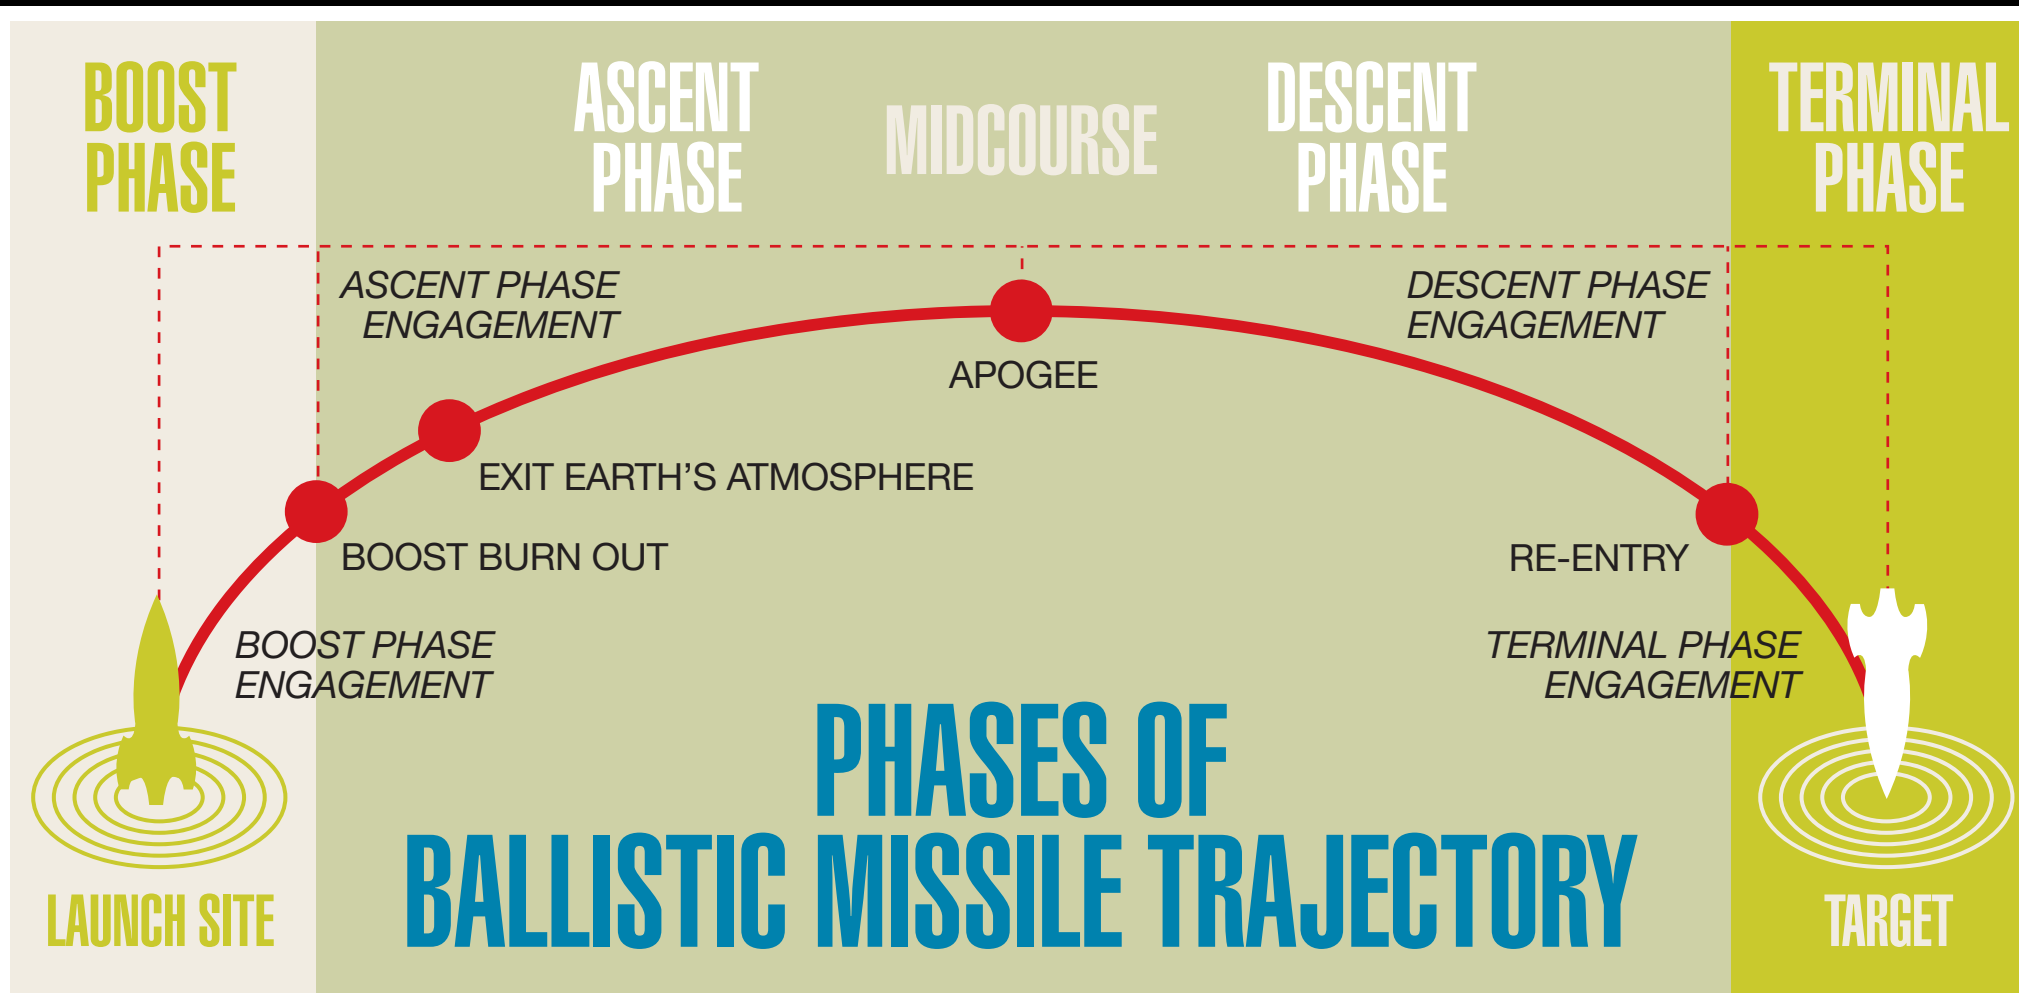 BOOST
PHASE
ASCENT
PHASE
MIDCOURSE
DESCENT
PHASE
TERMINAL
PHASE
ASCENT PHASE
ENGAGEMENT
DESCENT PHASE
ENGAGEMENT
APOGEE
EXIT EARTH’S ATMOSPHERE
BOOST BURN OUT
RE-ENTRY
BOOST PHASE
ENGAGEMENT
TERMINAL PHASE
ENGAGEMENT
PHASES OF
BALLISTIC MISSILE TRAJECTORY
LAUNCH SITE
TARGET